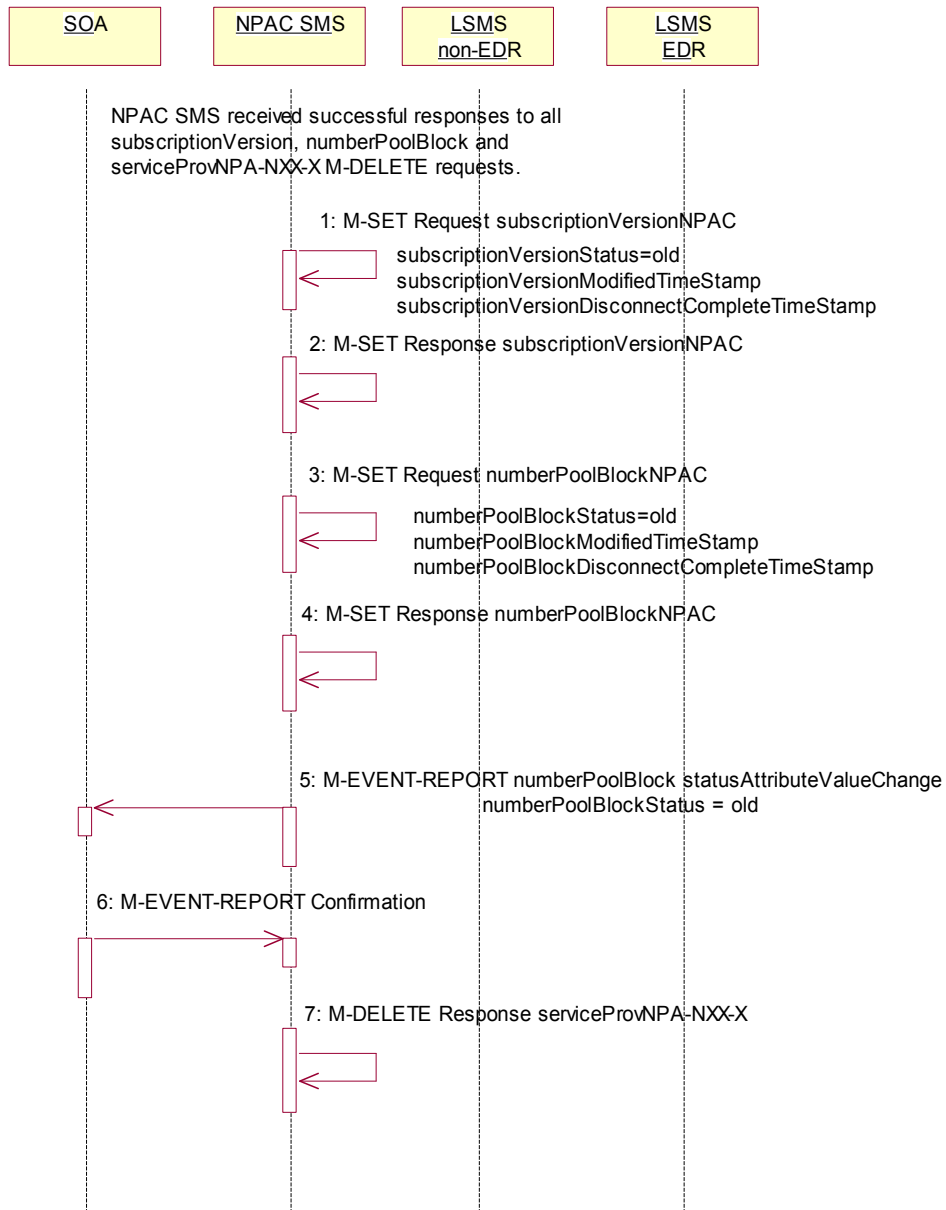 SOA
NPAC SMS
LSMS
non-EDR
LSMS
EDR
NPAC SMS received successful responses to all
subscriptionVersion, numberPoolBlock and
serviceProvNPA-NXX-X M-DELETE requests.
1: M-SET Request subscriptionVersionNPAC
subscriptionVersionStatus=old
subscriptionVersionModifiedTimeStamp
subscriptionVersionDisconnectCompleteTimeStamp
2: M-SET Response subscriptionVersionNPAC
3: M-SET Request numberPoolBlockNPAC
numberPoolBlockStatus=old
numberPoolBlockModifiedTimeStamp
numberPoolBlockDisconnectCompleteTimeStamp
4: M-SET Response numberPoolBlockNPAC
5: M-EVENT-REPORT numberPoolBlock statusAttributeValueChange
numberPoolBlockStatus = old
6: M-EVENT-REPORT Confirmation
7: M-DELETE Response serviceProvNPA-NXX-X